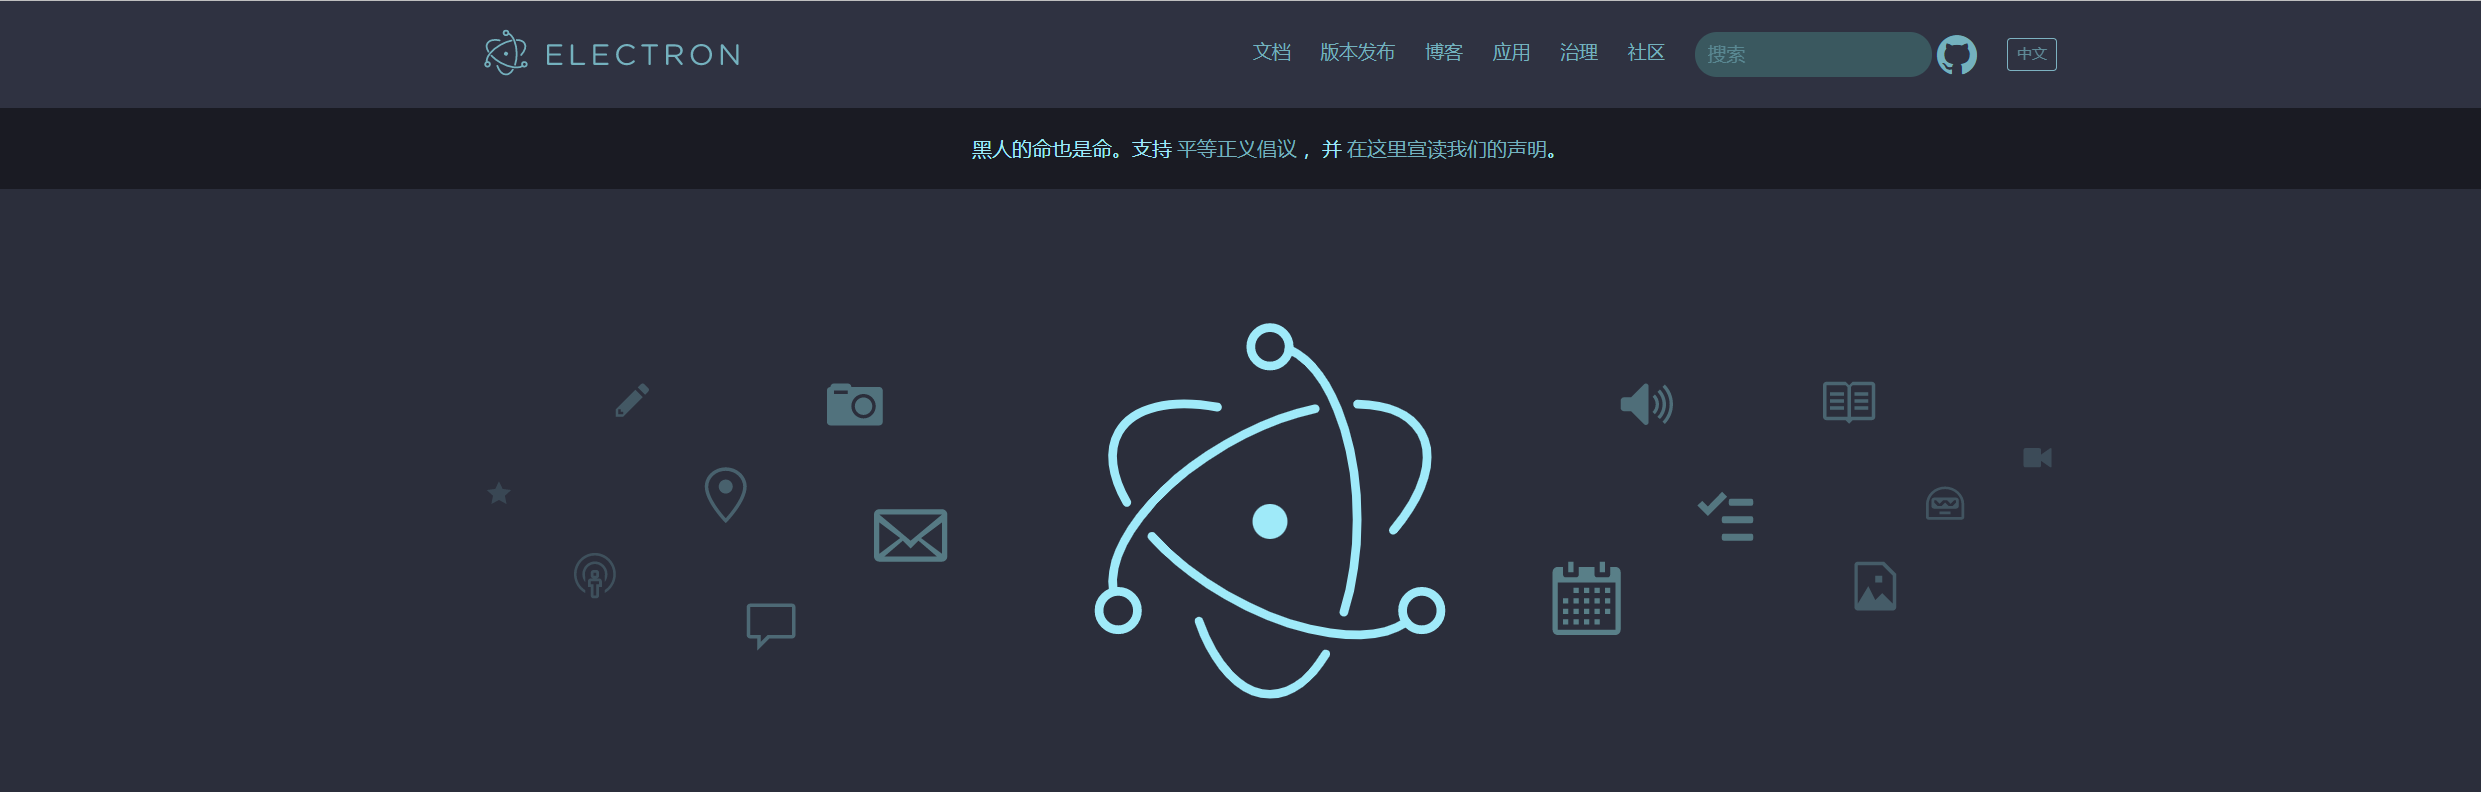 ELECTRON
文档 版本发布 博客 应用 治理 社区 搜索 中文
黑人的命也是命。支持 平等正义倡议 ，并 在这里宣读我们的声明。